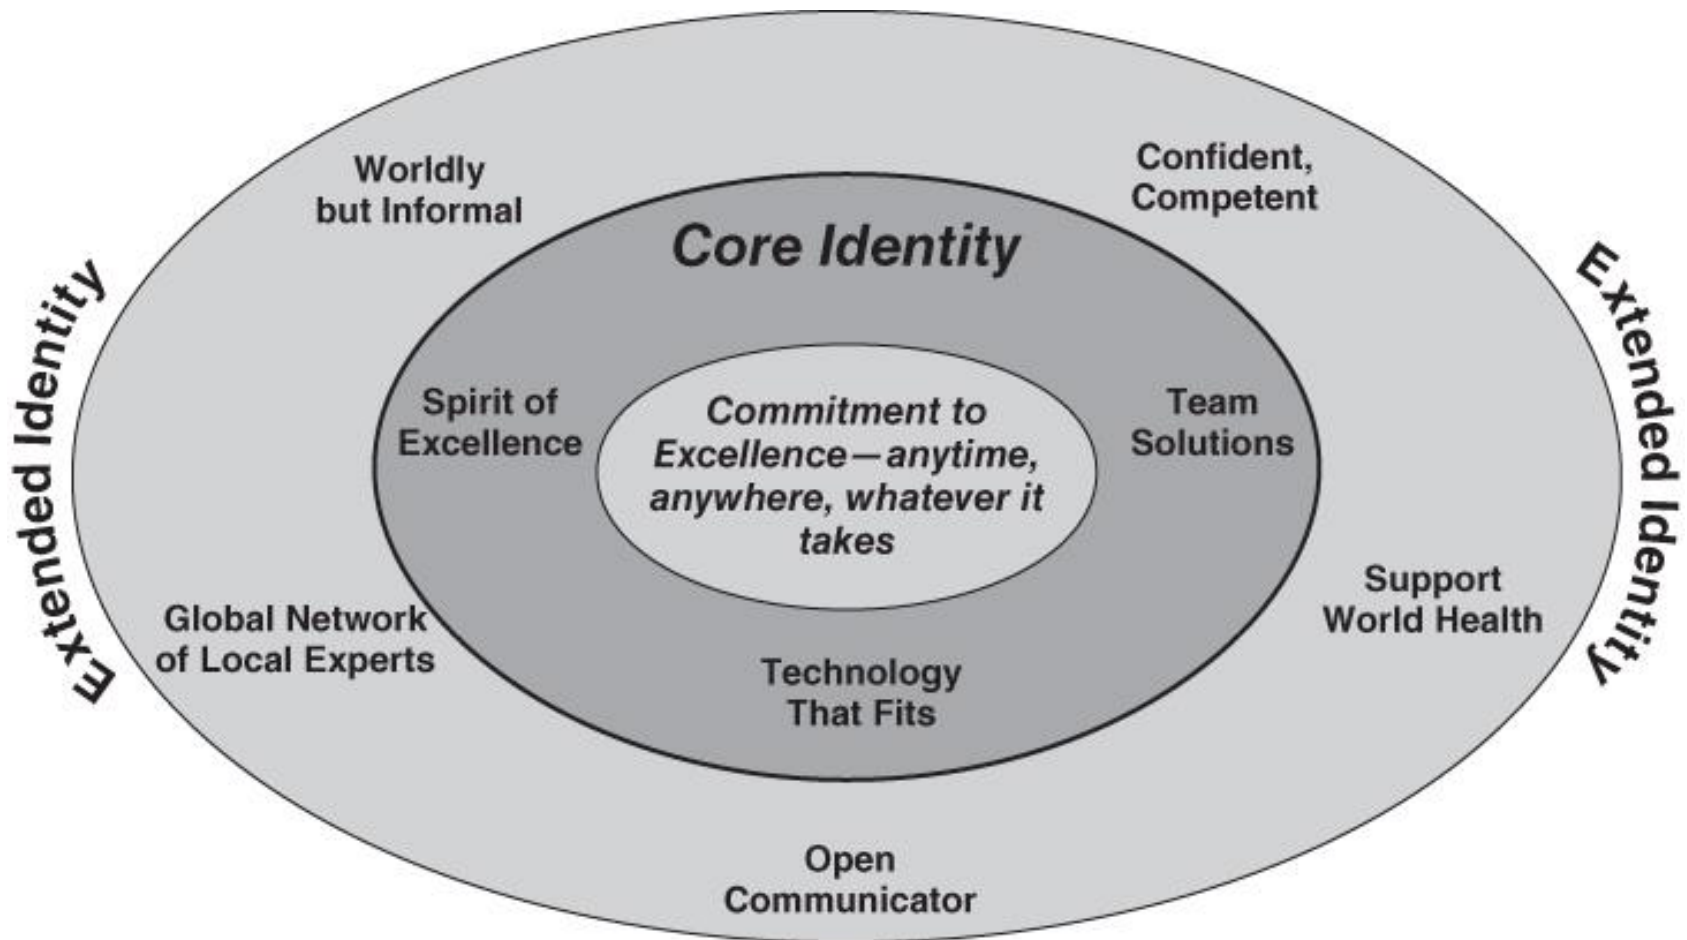 Worldly
but Informal
Confident,
Competent
Core Identity
Extended Identity
Extended Identity
Spirit of
Excellence
Commitment to
Excellence—anytime,
anywhere, whatever it
takes
Team
Solutions
Global Network
of Local Experts
Support
World Health
Technology
That Fits
Open
Communicator